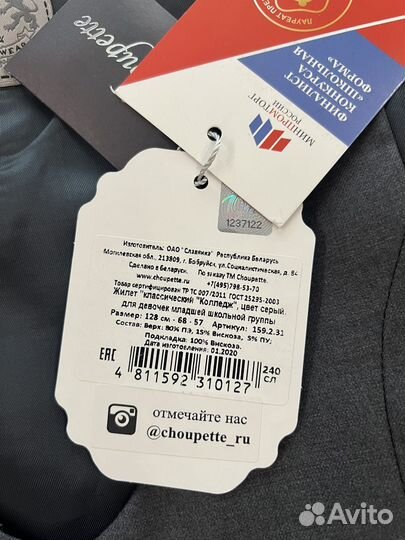 WEAR
upette
ЛАУРЕАТ
ФИНАЛИСТ
КОНКУРСА
«ШКОЛЬНАЯ
ФОРМА»
МИНПРОМТОРГ
РОССИИ
1237122
Изготовитель: ОАО "Славянка" Республика Беларусь
Могилевская обл., 213809, г. Бобруйск, ул.Социалистическая, д. 84
Сделано в Беларуси. По заказу ТМ Choupette.
www.choupette.ru +7(495)798-53-70
Товар сертифицирован ТР ТС 007/2011 ГОСТ 25295-2003
Жилет "классический "Колледж", цвет серый.
для девочек младшей школьной группы
Размер: 128 см - 68 - 57 Артикул: 159.2.31
Состав: Верх: 80% ПЭ, 15% Вискоза, 5% ПУ;
Подкладка: 100% Вискоза.
Дата изготовления: 01.2020
EAC
240
СЛ
4 811592 310127
отмечайте нас
@choupette_ru
Avito